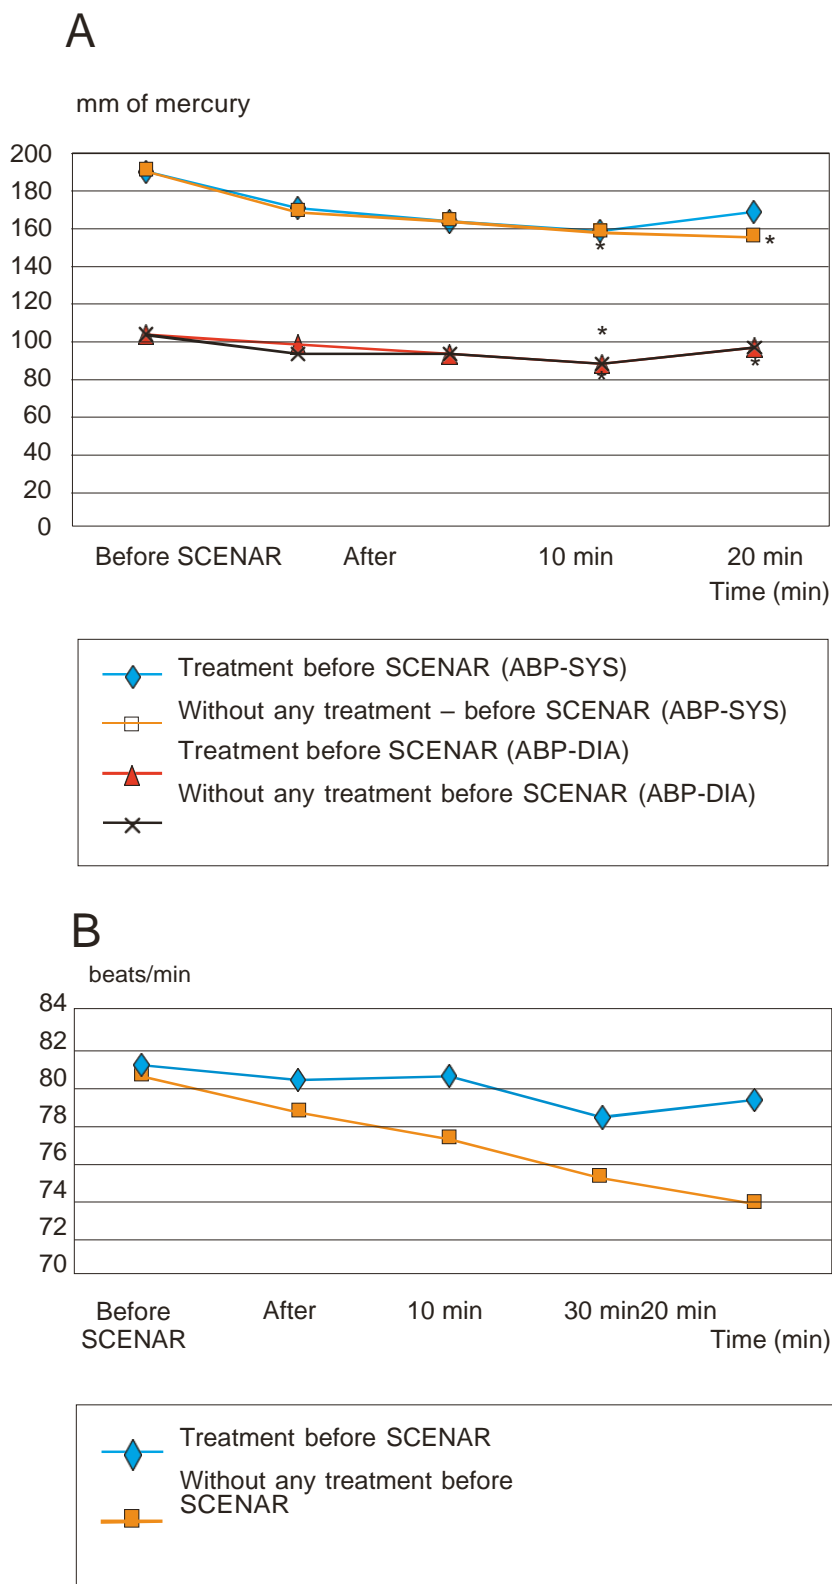 A
mm of mercury
200
180
160
140
120
100
80
60
40
20
0
*
*
*
*
*
Before SCENAR After 10 min 20 min
Time (min)
Treatment before SCENAR (ABP-SYS)
Without any treatment – before SCENAR (ABP-SYS)
Treatment before SCENAR (ABP-DIA)
Without any treatment before SCENAR (ABP-DIA)
B
beats/min
84
82
80
78
76
74
72
70
Before After 10 min 30 min20 min
SCENAR Time (min)
Treatment before SCENAR
Without any treatment before
SCENAR